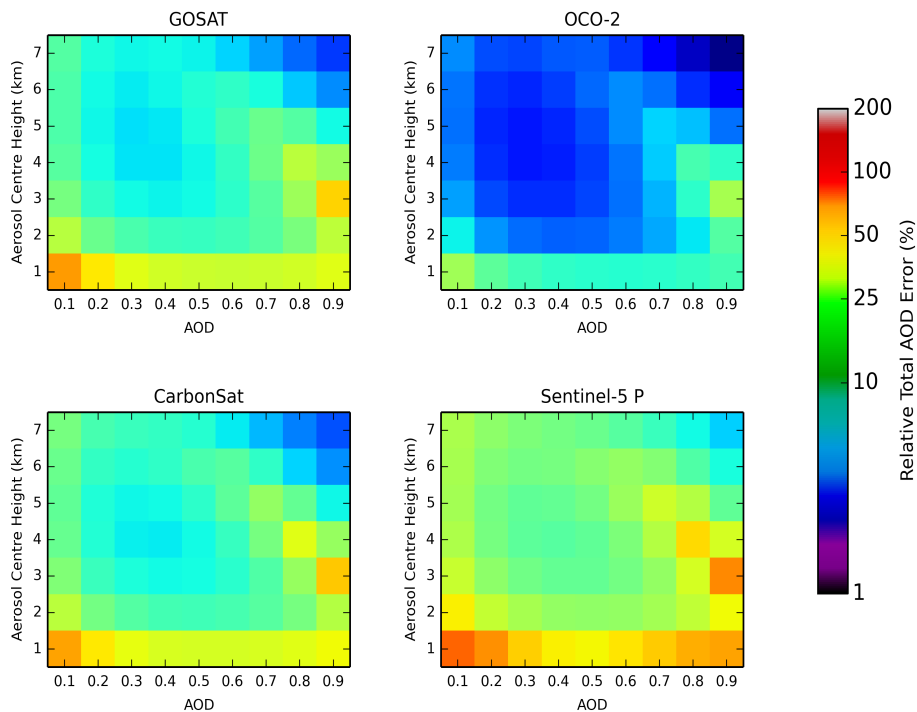 GOSAT
Aerosol Centre Height (km)
7
6
5
4
3
2
1
0.1 0.2 0.3 0.4 0.5 0.6 0.7 0.8 0.9
AOD
OCO-2
Aerosol Centre Height (km)
7
6
5
4
3
2
1
0.1 0.2 0.3 0.4 0.5 0.6 0.7 0.8 0.9
AOD
CarbonSat
Aerosol Centre Height (km)
7
6
5
4
3
2
1
0.1 0.2 0.3 0.4 0.5 0.6 0.7 0.8 0.9
AOD
Sentinel-5 P
Aerosol Centre Height (km)
7
6
5
4
3
2
1
0.1 0.2 0.3 0.4 0.5 0.6 0.7 0.8 0.9
AOD
200
100
50
25
10
1
Relative Total AOD Error (%)